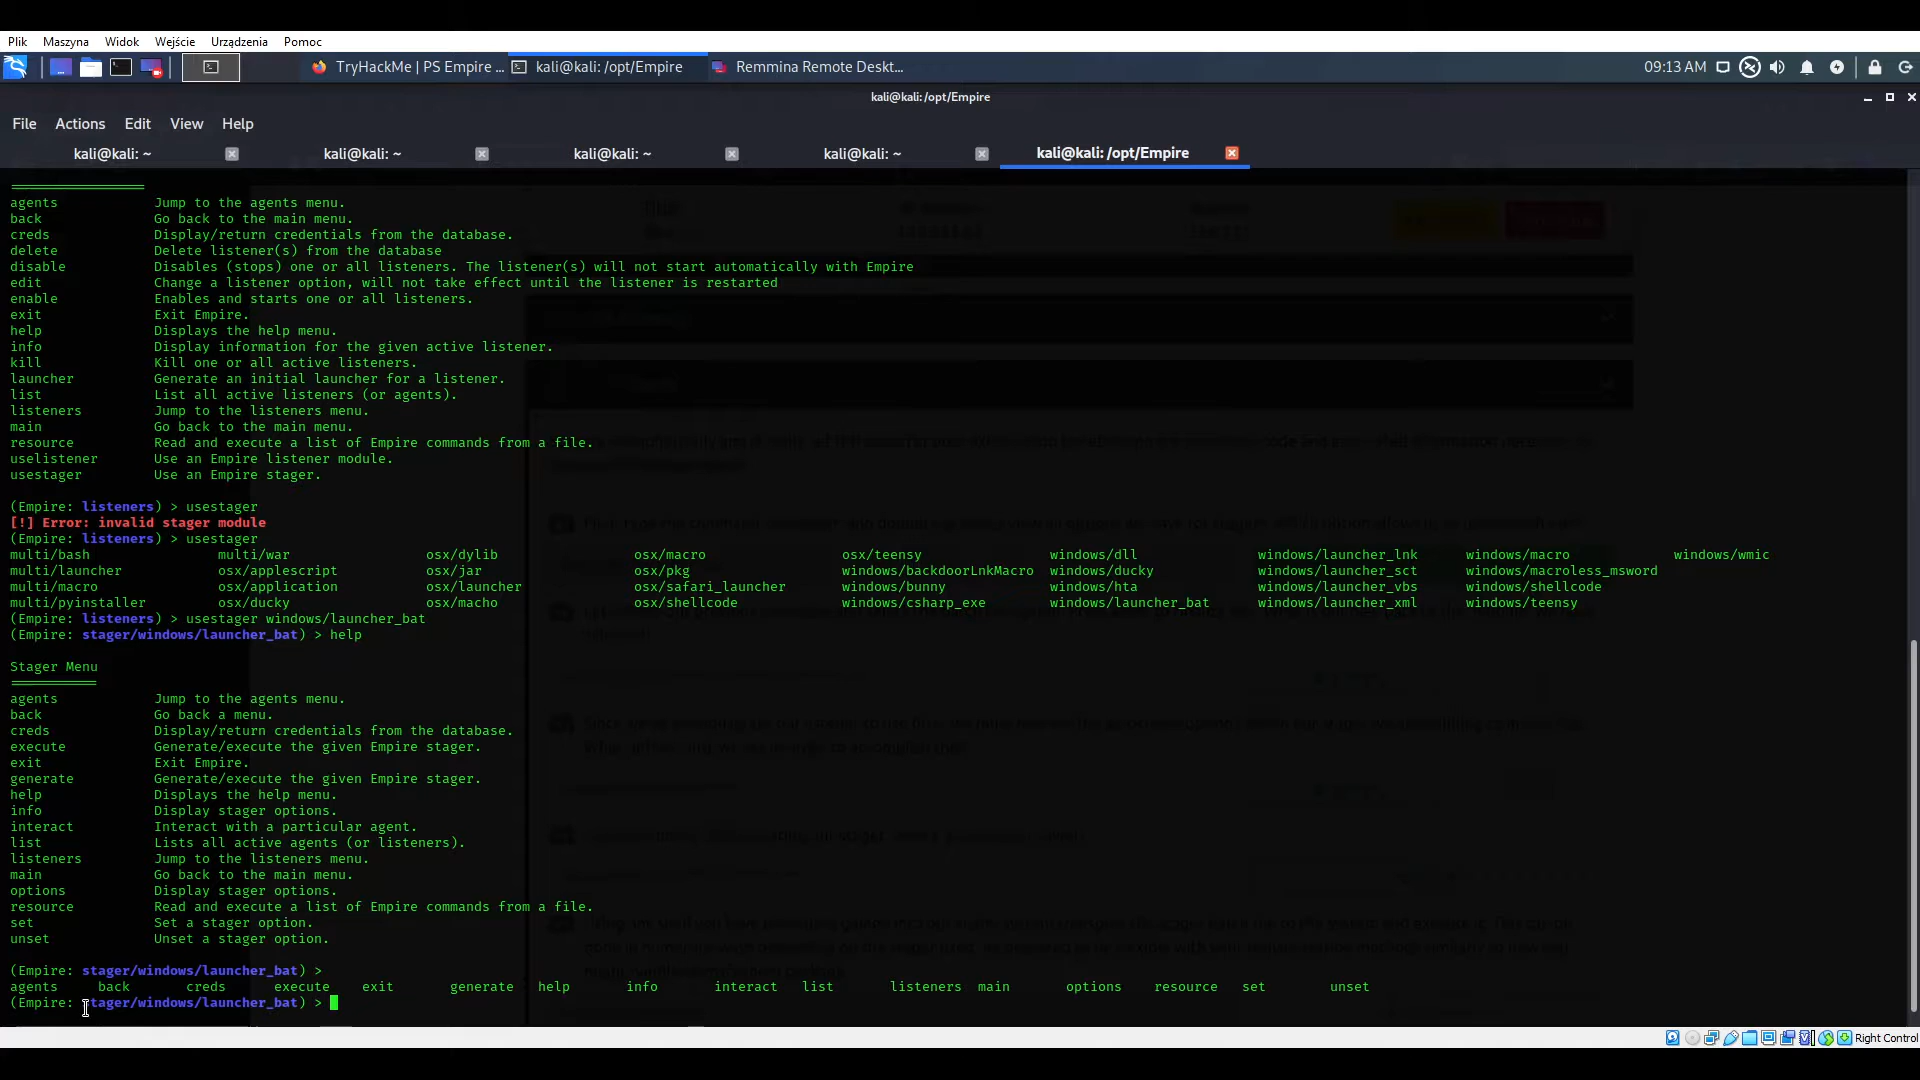 Plik Maszyna Widok Wejście Urządzenia Pomoc
TryHackMe | PS Empire ... kali@kali: /opt/Empire Remmina Remote Deskt... 09:13 AM
kali@kali: /opt/Empire
File Actions Edit View Help
kali@kali: ~ kali@kali: ~ kali@kali: ~ kali@kali: ~ kali@kali: /opt/Empire
agents Jump to the agents menu.
back Go back to the main menu.
creds Display/return credentials from the database.
delete Delete listener(s) from the database
disable Disables (stops) one or all listeners. The listener(s) will not start automatically with Empire
edit Change a listener option, will not take effect until the listener is restarted
enable Enables and starts one or all listeners.
exit Exit Empire.
help Displays the help menu.
info Display information for the given active listener.
kill Kill one or all active listeners.
launcher Generate an initial launcher for a listener.
list List all active listeners (or agents).
listeners Jump to the listeners menu.
main Go back to the main menu.
resource Read and execute a list of Empire commands from a file.
uselistener Use an Empire listener module.
usestager Use an Empire stager.
(Empire: listeners) > usestager
[!] Error: invalid stager module
(Empire: listeners) > usestager
multi/bash multi/war osx/dylib osx/macro osx/teensy windows/dll windows/launcher_lnk windows/macro windows/wmic
multi/launcher osx/applescript osx/jar osx/pkg windows/backdoorLnkMacro windows/ducky windows/launcher_sct windows/macroless_msword
multi/macro osx/application osx/launcher osx/safari_launcher windows/bunny windows/hta windows/launcher_vbs windows/shellcode
multi/pyinstaller osx/ducky osx/macho osx/shellcode windows/csharp_exe windows/launcher_bat windows/launcher_xml windows/teensy
(Empire: listeners) > usestager windows/launcher_bat
(Empire: stager/windows/launcher_bat) > help
Stager Menu
agents Jump to the agents menu.
back Go back a menu.
creds Display/return credentials from the database.
execute Generate/execute the given Empire stager.
exit Exit Empire.
generate Generate/execute the given Empire stager.
help Displays the help menu.
info Display stager options.
interact Interact with a particular agent.
list Lists all active agents (or listeners).
listeners Jump to the listeners menu.
main Go back to the main menu.
options Display stager options.
resource Read and execute a list of Empire commands from a file.
set Set a stager option.
unset Unset a stager option.
(Empire: stager/windows/launcher_bat) >
agents back creds execute exit generate help info interact list listeners main options resource set unset
(Empire: stager/windows/launcher_bat) >
Right Control